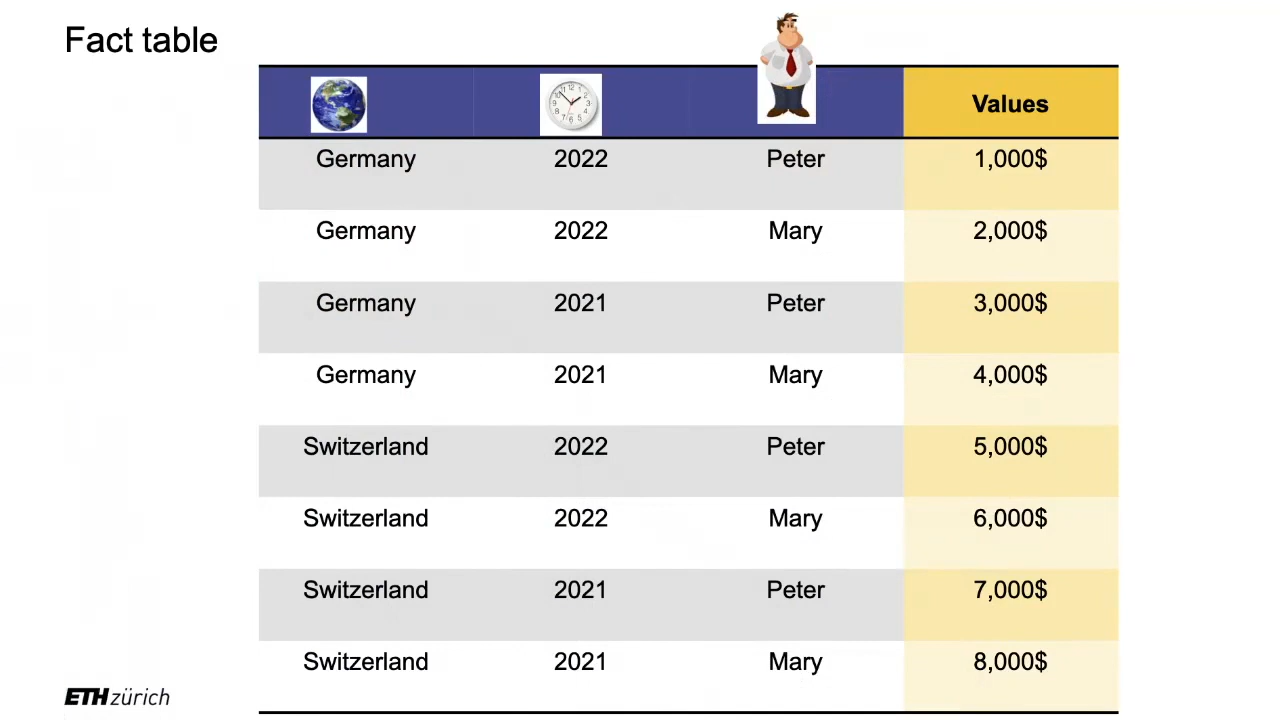 Fact table
Values
Germany 2022 Peter 1,000$
Germany 2022 Mary 2,000$
Germany 2021 Peter 3,000$
Germany 2021 Mary 4,000$
Switzerland 2022 Peter 5,000$
Switzerland 2022 Mary 6,000$
Switzerland 2021 Peter 7,000$
Switzerland 2021 Mary 8,000$
ETH zürich